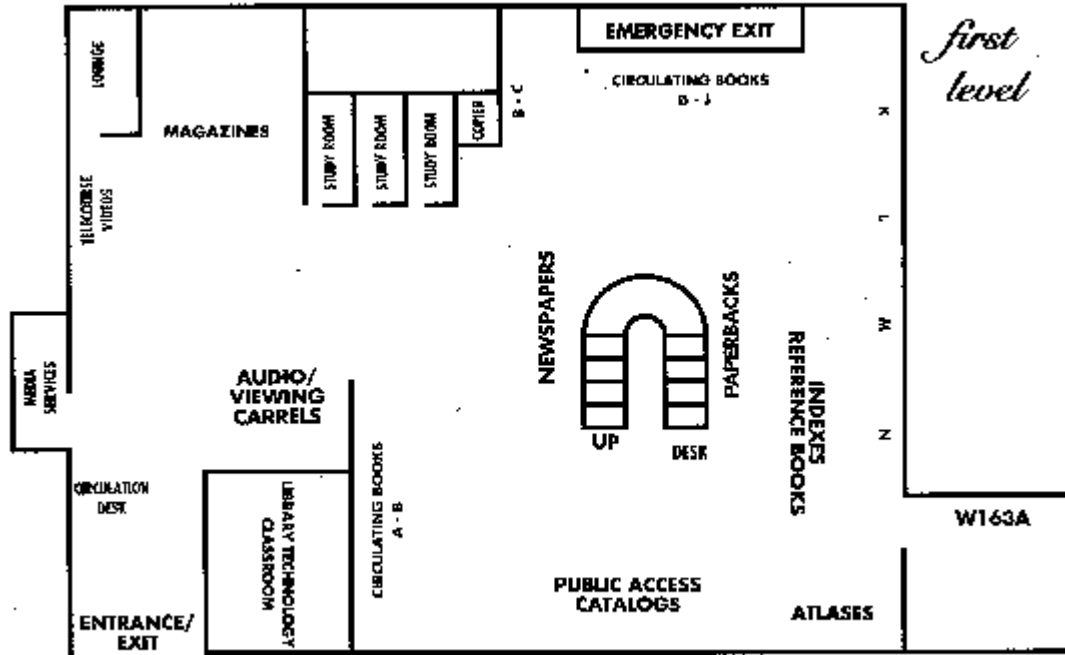 first
level
EMERGENCY EXIT
LOUNGE
CIRCULATING BOOKS
MAGAZINES
STUDY ROOM
STUDY ROOM
STUDY ROOM
COPIER
B - C
K
L
TELECOURSE
VIDEOS
NEWSPAPERS
PAPERBACKS
MEDIA
SERVICES
AUDIO/
VIEWING
CARRELS
INDEXES
REFERENCE BOOKS
N
UP
DESK
CIRCULATION
DESK
LIBRARY TECHNOLOGY
CLASSROOM
CIRCULATING BOOKS
A - B
W163A
PUBLIC ACCESS
CATALOGS
ATLASES
ENTRANCE/
EXIT